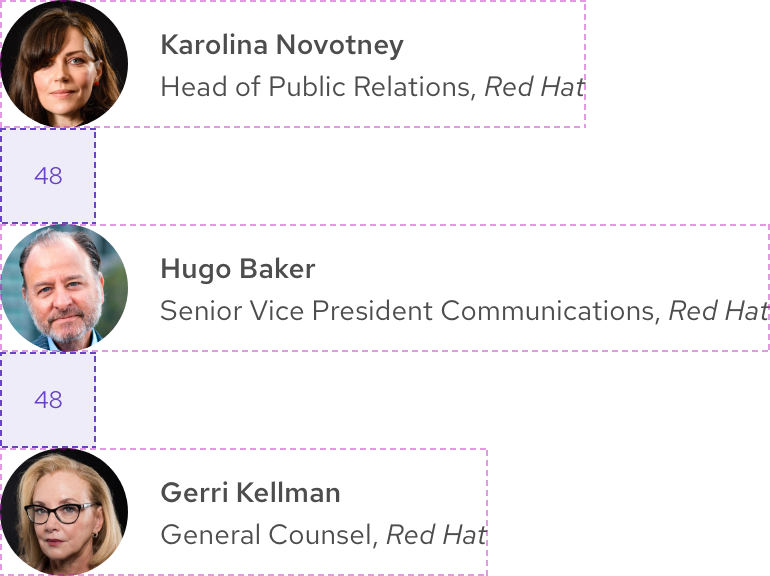 Karolina Novotney
Head of Public Relations, Red Hat
48
Hugo Baker
Senior Vice President Communications, Red Hat
48
Gerri Kellman
General Counsel, Red Hat